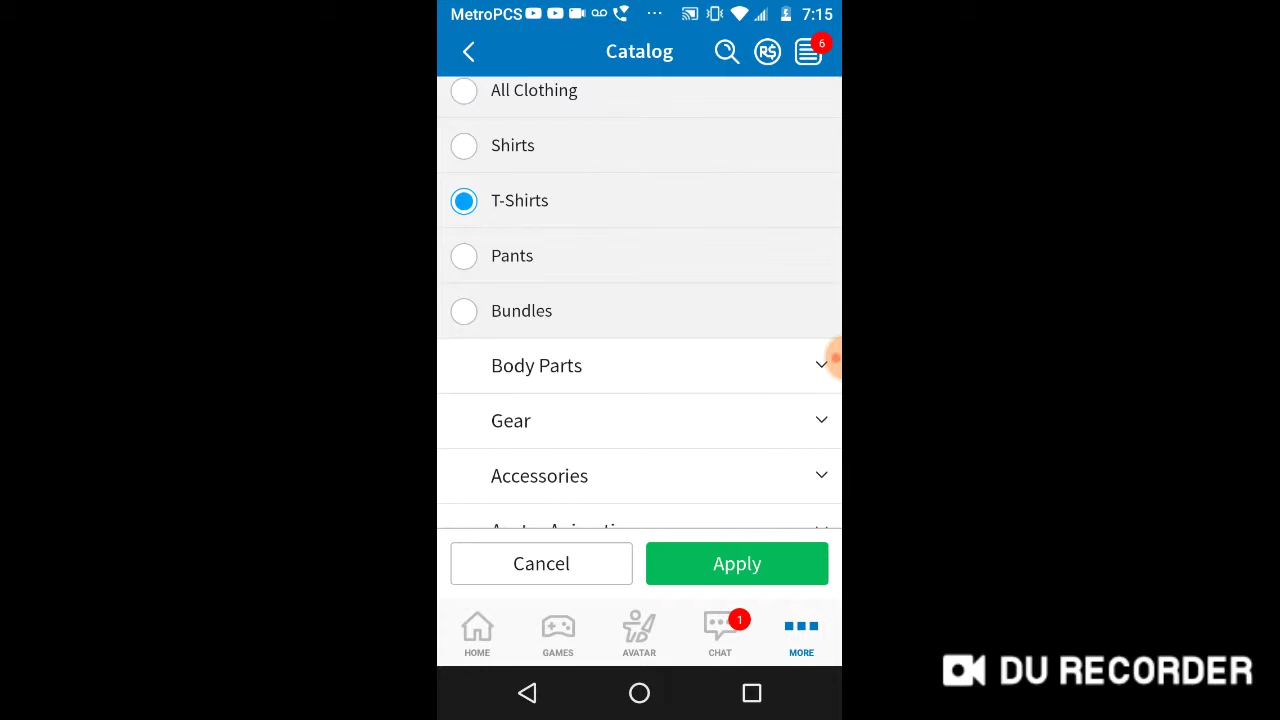 MetroPCS 7:15
Catalog R$ 6
All Clothing
Shirts
T-Shirts
Pants
Bundles
Body Parts
Gear
Accessories
Cancel Apply
1
HOME GAMES AVATAR CHAT MORE
DU RECORDER